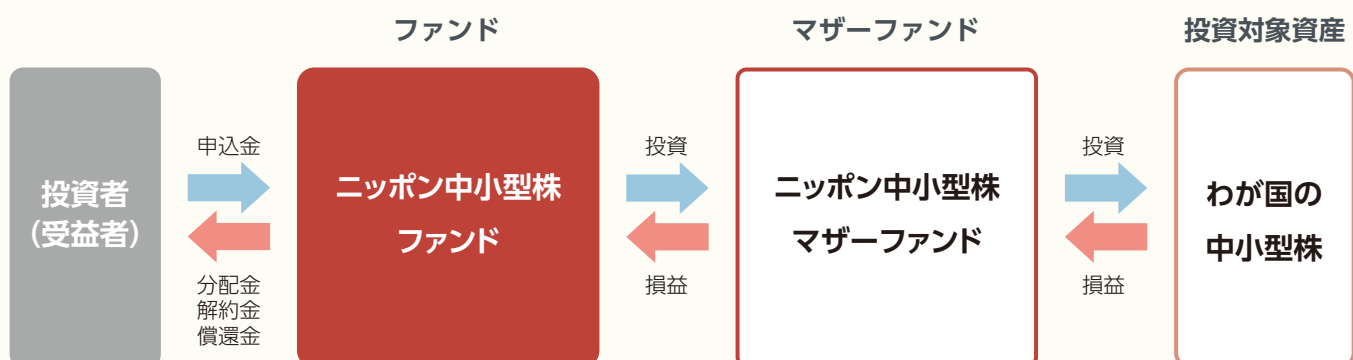 ファンド
マザーファンド
投資対象資産
投資者
(受益者)
申込金
分配金
解約金
償還金
ニッポン中小型株
ファンド
投資
損益
ニッポン中小型株
マザーファンド
投資
損益
わが国の
中小型株